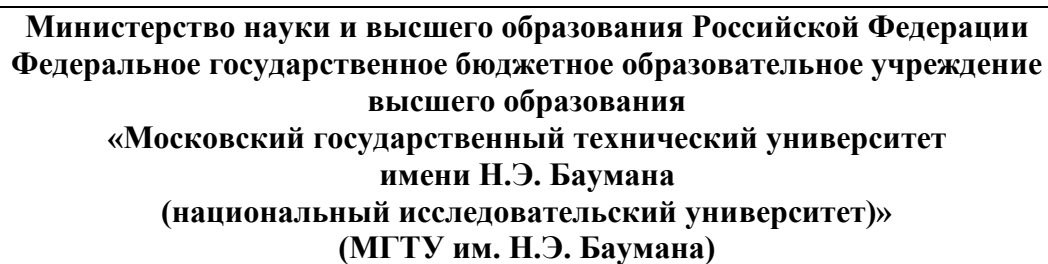 Министерство науки и высшего образования Российской Федерации
Федеральное государственное бюджетное образовательное учреждение
высшего образования
«Московский государственный технический университет
имени Н.Э. Баумана
(национальный исследовательский университет)»
(МГТУ им. Н.Э. Баумана)